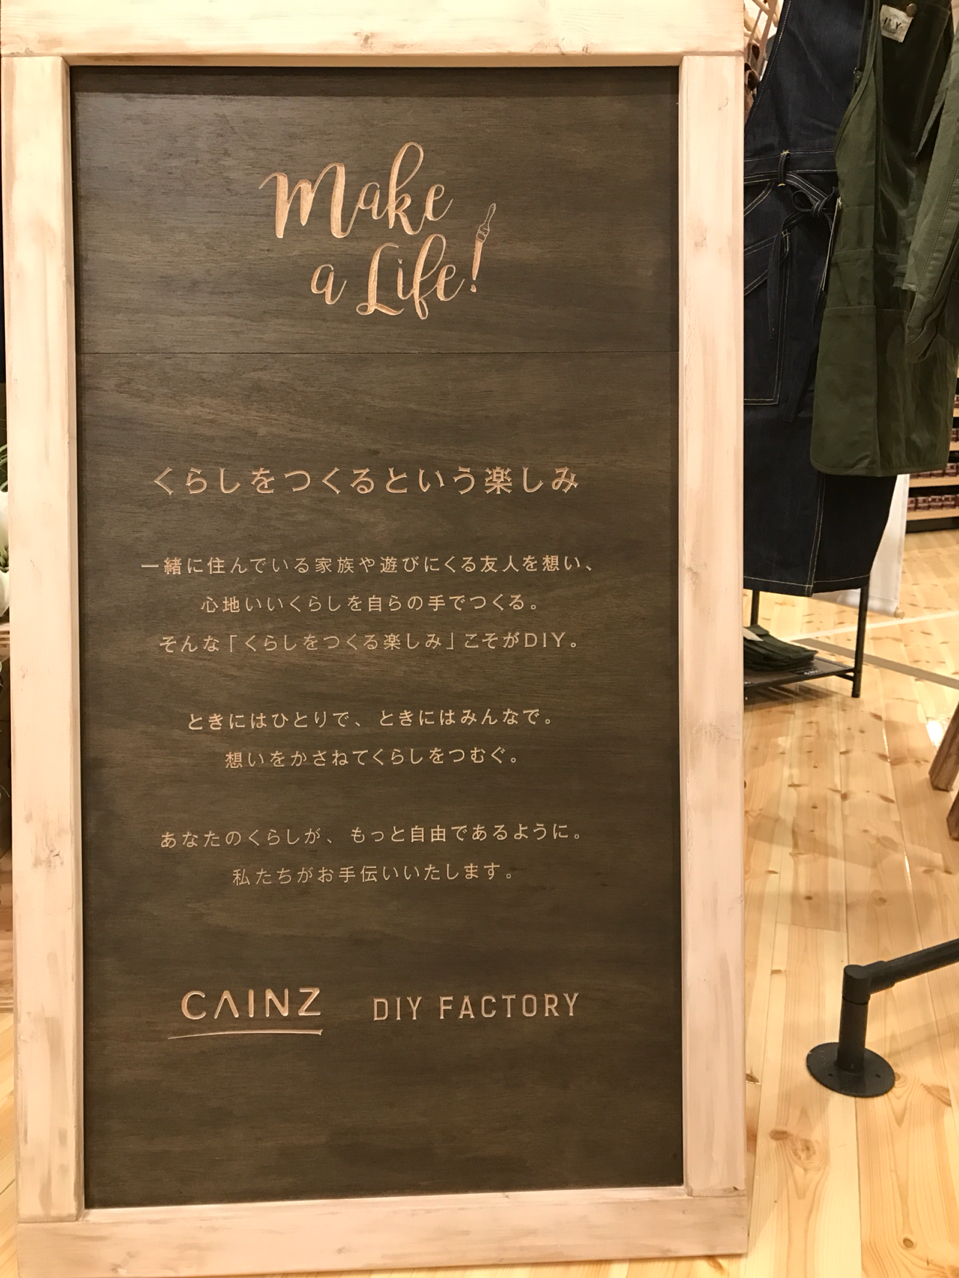 Make
a Life!
くらしをつくるという楽しみ
一緒に住んでいる家族や遊びにくる友人を想い、
心地いいくらしを自らの手でつくる。
そんな「くらしをつくる楽しみ」こそがDIY。
ときにはひとりで、ときにはみんなで。
想いをかさねてくらしをつむぐ。
あなたのくらしが、もっと自由であるように。
私たちがお手伝いいたします。
CAINZ DIY FACTORY